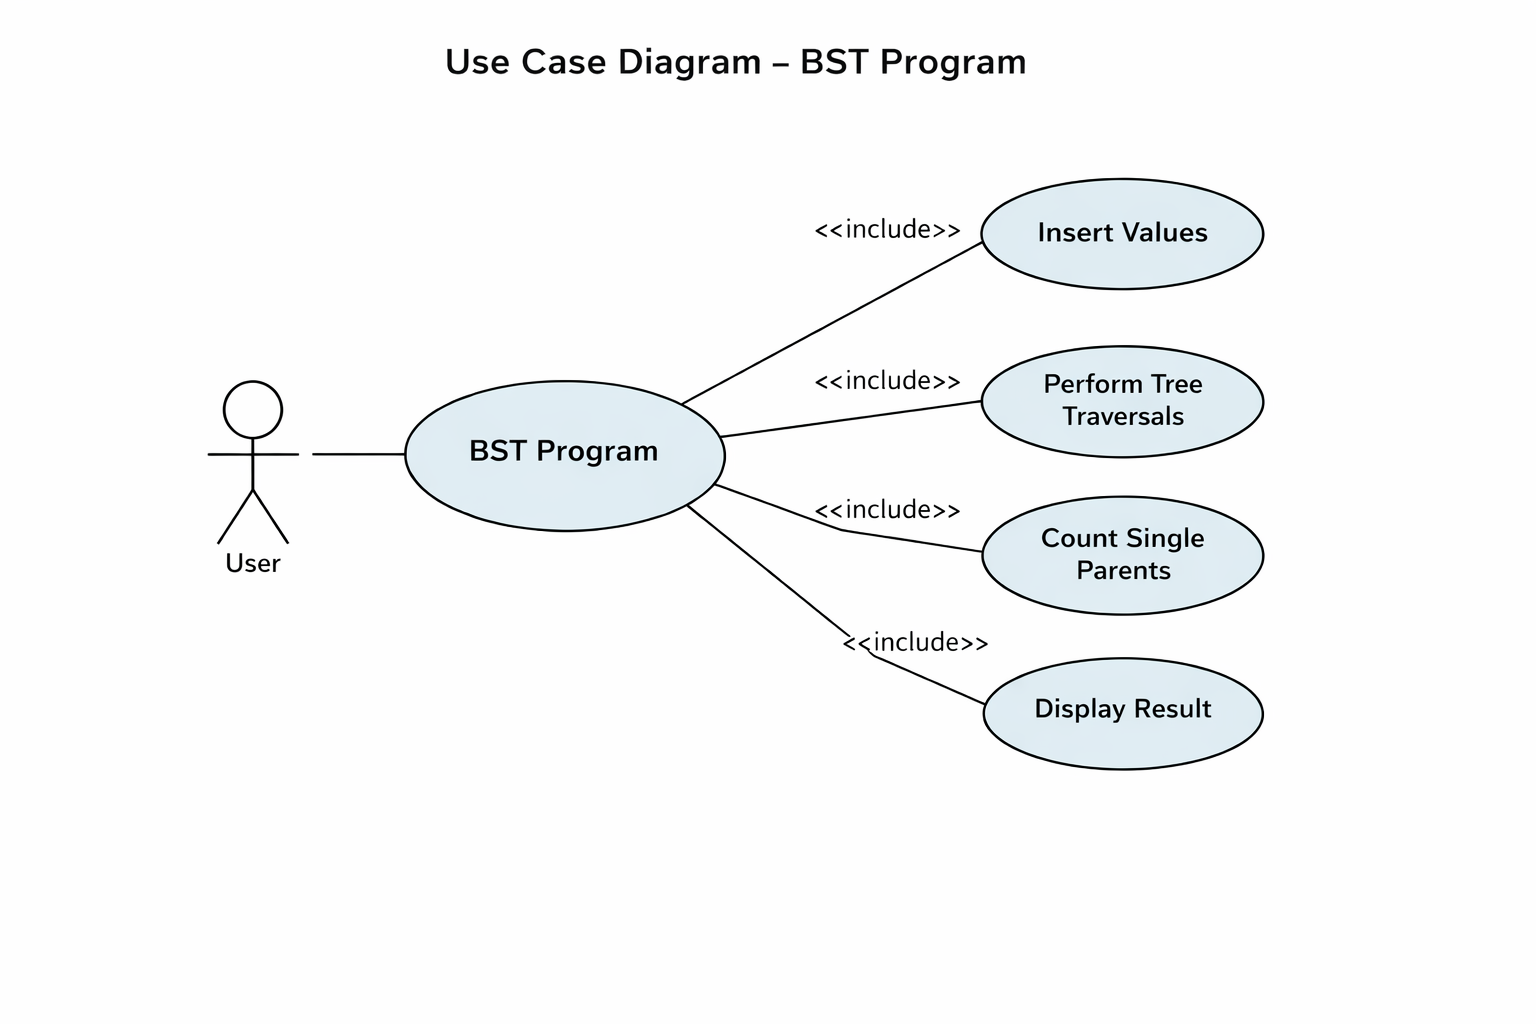 Use Case Diagram – BST Program
<<include>>
Insert Values
<<include>>
Perform Tree
Traversals
BST Program
User
<<include>>
Count Single
Parents
<<include>>
Display Result